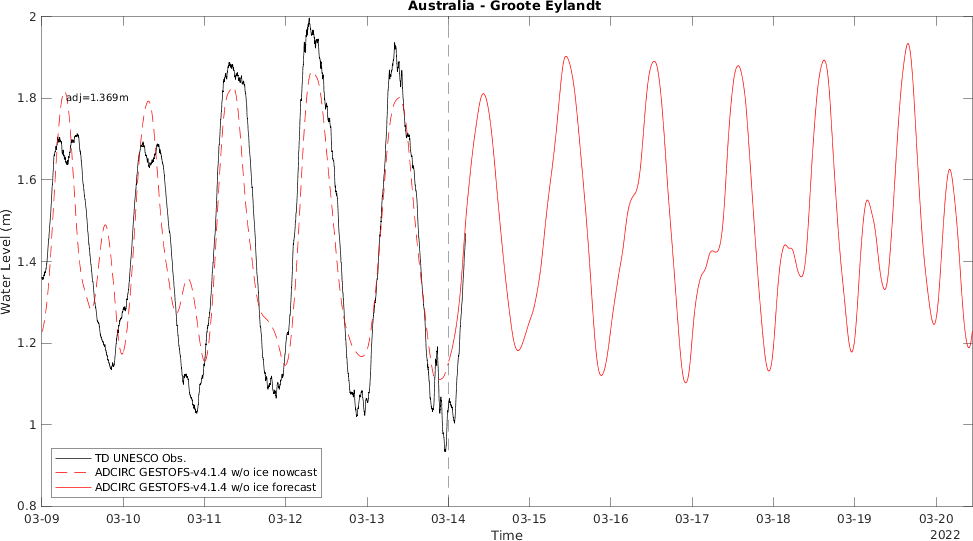 Australia - Groote Eylandt
2
1.8
1.6
1.4
1.2
1
0.8
Water Level (m)
adj=1.369m
TD UNESCO Obs.
ADCIRC GESTOFS-v4.1.4 w/o ice nowcast
ADCIRC GESTOFS-v4.1.4 w/o ice forecast
03-09 03-10 03-11 03-12 03-13 03-14 03-15 03-16 03-17 03-18 03-19 03-20
Time
2022